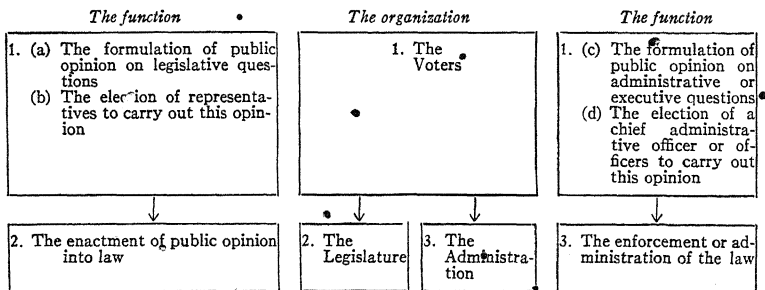 The function
The organization
The function
1. (a) The formulation of public
opinion on legislative ques-
tions
(b) The election of representa-
tives to carry out this opin-
ion
1. The
Voters
1. (c) The formulation of
public opinion on
administrative or
executive questions
(d) The election of a
chief administra-
tive officer or of-
ficers to carry out
this opinion
2. The enactment of public opinion
into law
2. The
Legislature
3. The
Administra-
tion
3. The enforcement or ad-
ministration of the law